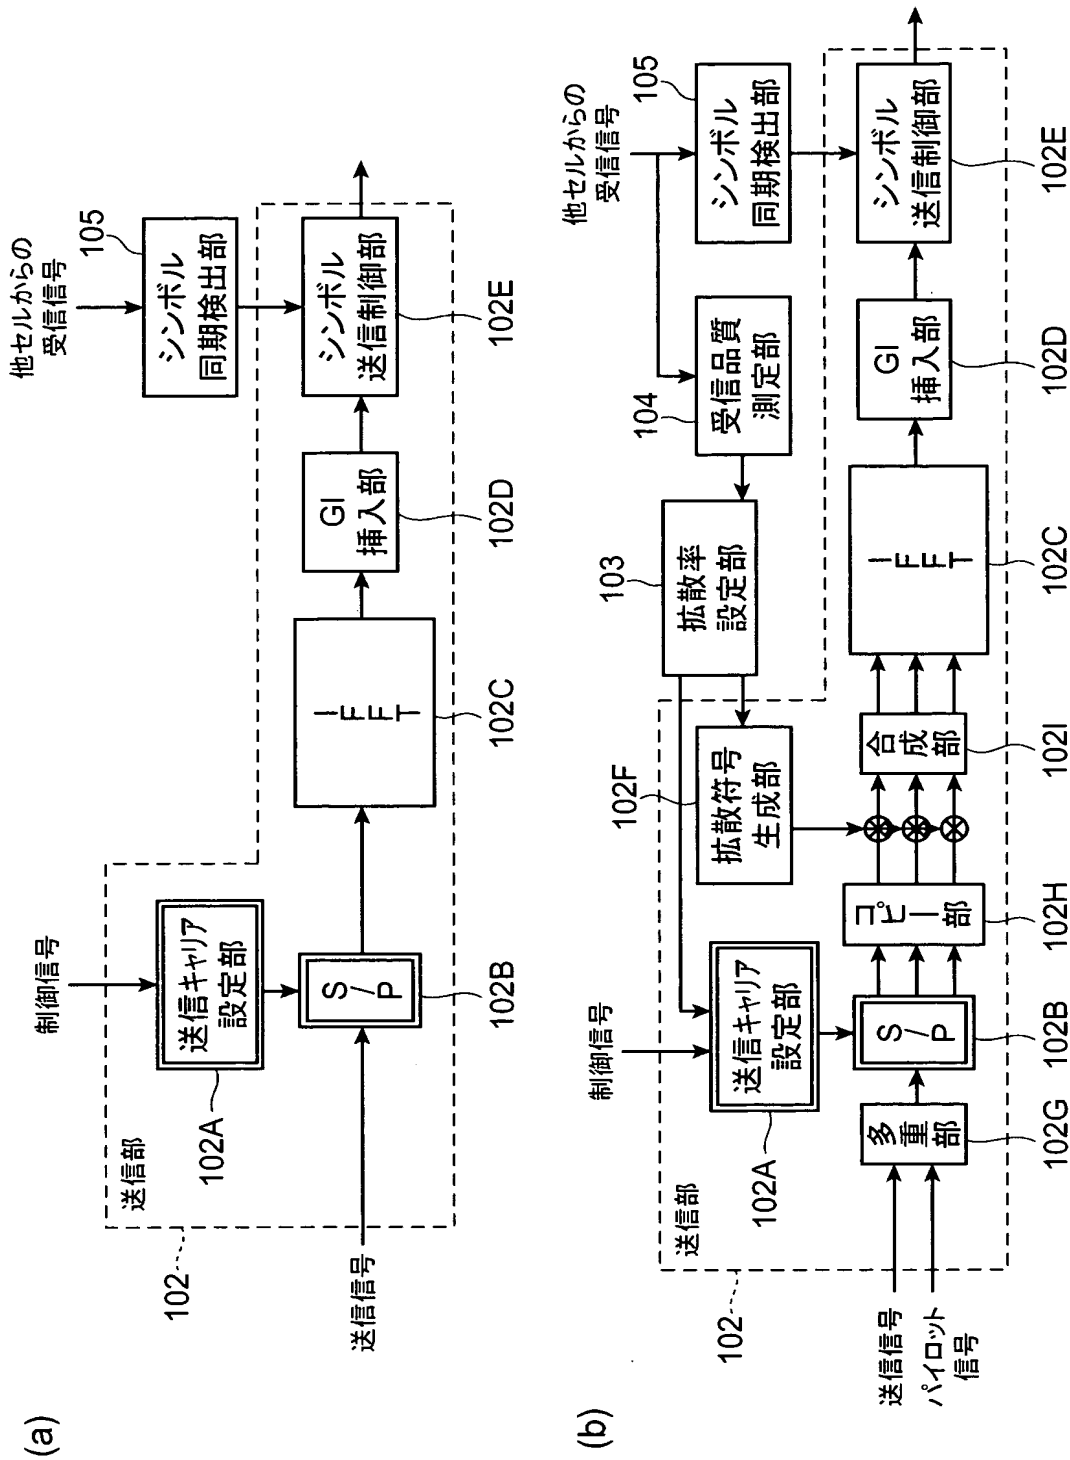 (a)
他セルからの
受信信号
105
シンボル
同期検出部
制御信号
送信キャリア
設定部
102A
送信部
102
送信信号
S/P
102B
IFFT
102C
GI
挿入部
102D
シンボル
送信制御部
102E
(b)
他セルからの
受信信号
105
シンボル
同期検出部
104
受信品質
測定部
103
拡散率
設定部
102F
拡散符号
生成部
制御信号
送信キャリア
設定部
102A
送信部
102
送信信号
パイロット
信号
多重部
102G
S/P
102B
コピー部
102H
合成部
102I
IFFT
102C
GI
挿入部
102D
シンボル
送信制御部
102E